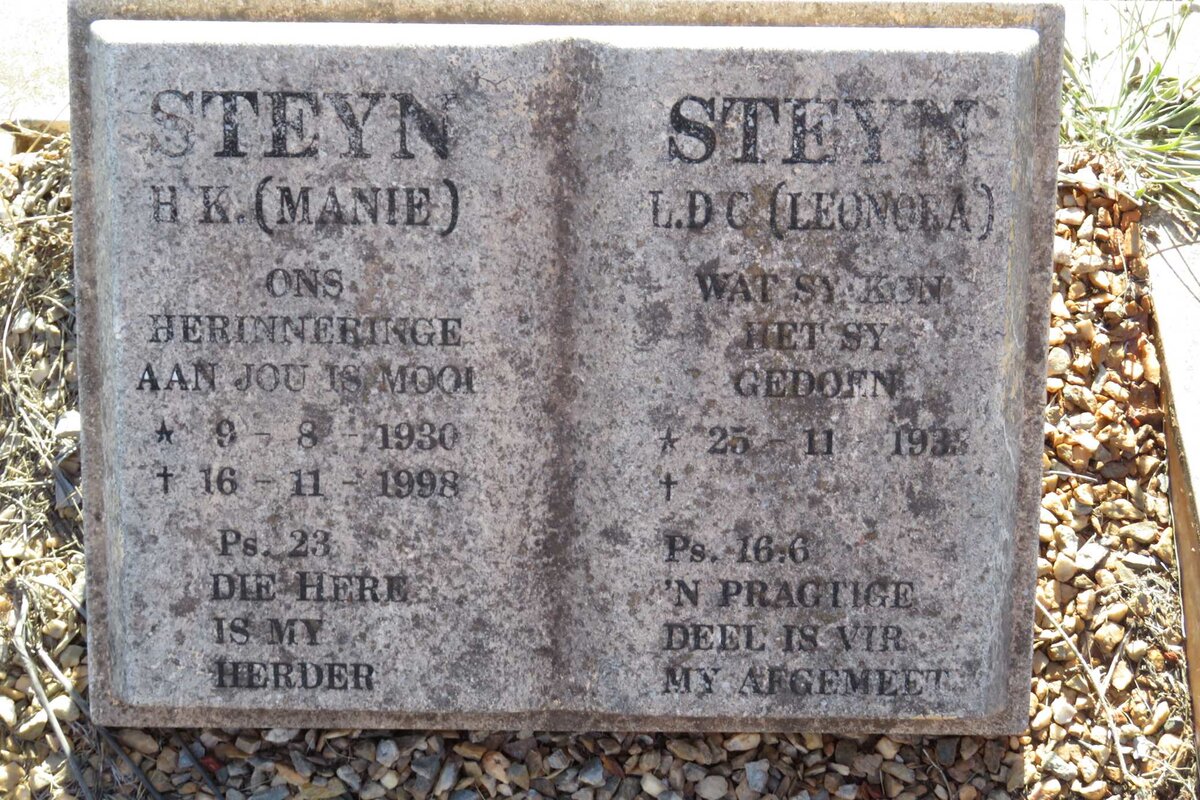 STEYN
H K. (MANIE)
ONS
HERINNERINGE
AAN JOU IS MOOI
★ 9 - 8 - 1930
† 16 - 11 - 1998
Ps. 23
DIE HERE
IS MY
HERDER
STEYN
L.D C (LEONORA)
WAT SY KON
HET SY
GEDOEN
★ 25 - 11
†
Ps. 16:6
'N PRAGTIGE
DEEL IS VIR
MY AFGEMEET